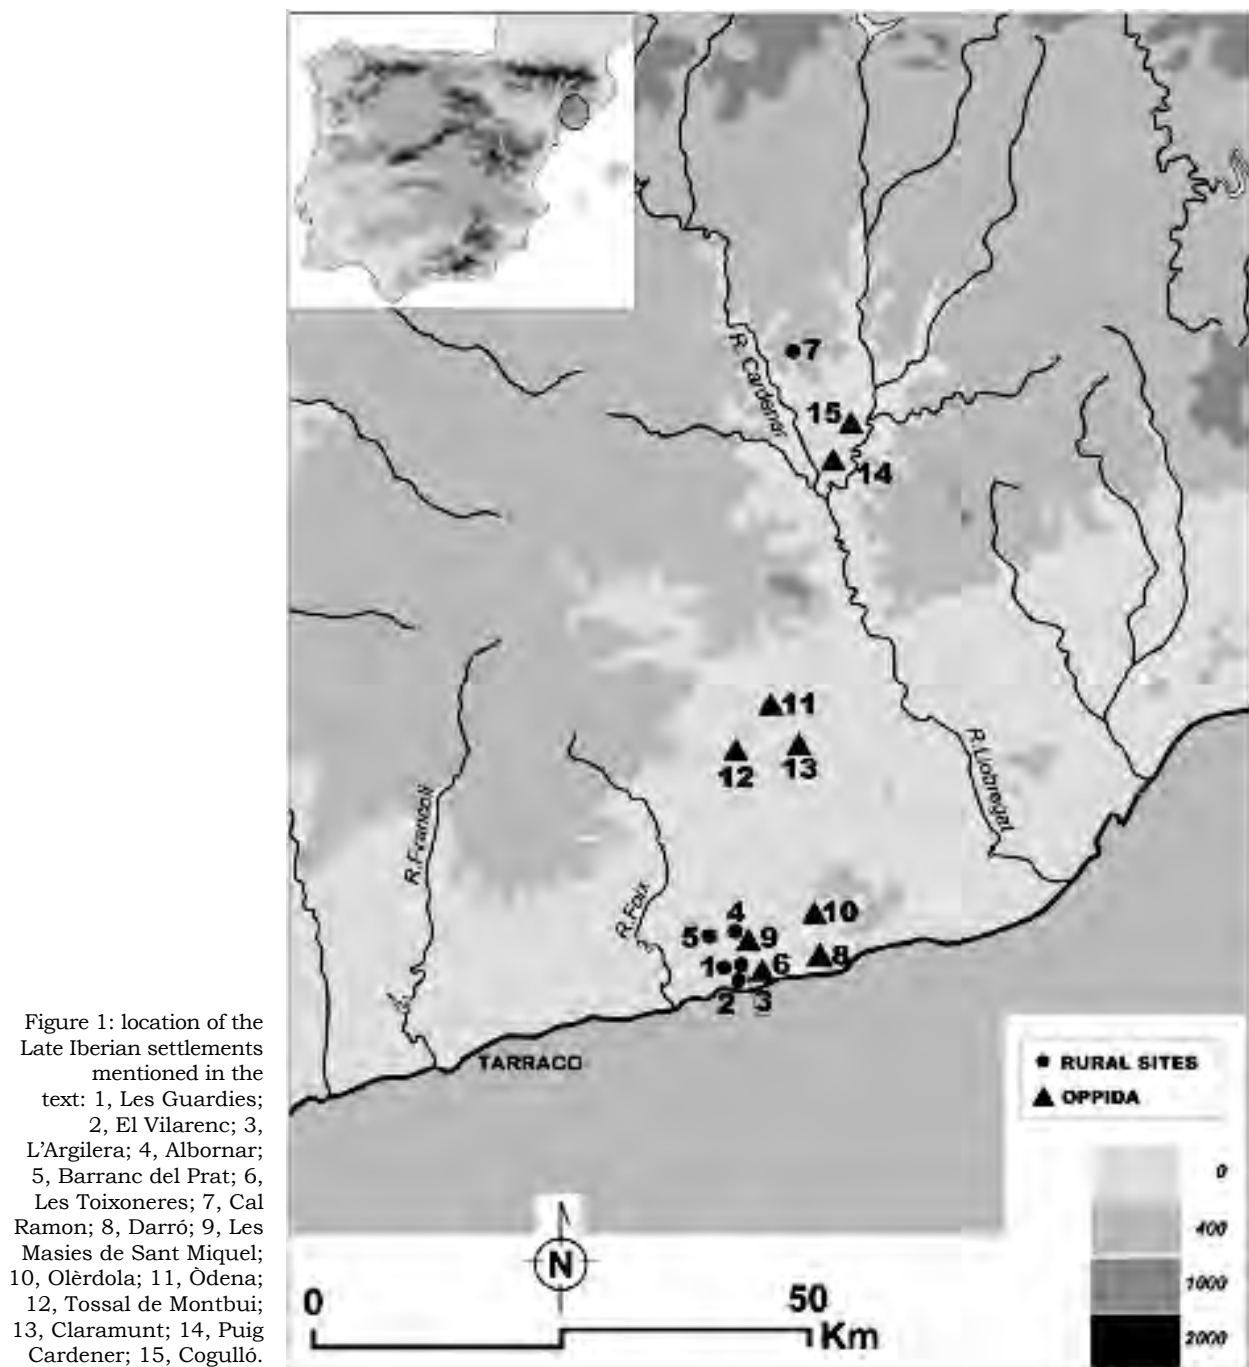 R. Cardener
7
15
14
11
12
13
R.Francolí
R.Foix
R.Llobregat
4
10
5
9
1
6
8
2
3
TARRACO
Figure 1: location of the
Late Iberian settlements
mentioned in the
text: 1, Les Guardies;
2, El Vilarenc; 3,
L'Argilera; 4, Albornar;
5, Barranc del Prat; 6,
Les Toixoneres; 7, Cal
Ramon; 8, Darró; 9, Les
Masies de Sant Miquel;
10, Olèrdola; 11, Òdena;
12, Tossal de Montbui;
13, Claramunt; 14, Puig
Cardener; 15, Cogulló.
RURAL SITES
OPPIDA
0
400
1000
2000
N
0
50
Km